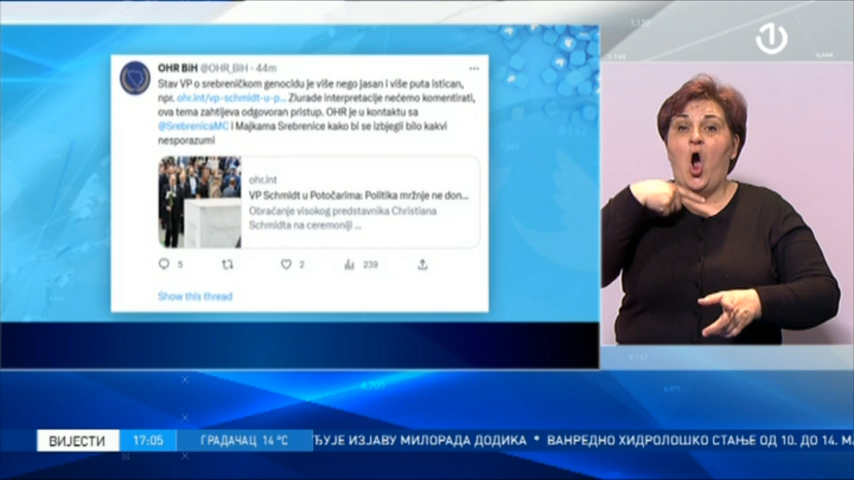 OHR BiH @OHR_BiH · 44m
Stav VP o srebreničkom genocidu je više nego jasan i više puta istican,
npr. ohr.int/vp-schmidt-u-p... Ziurade interpretacije nećemo komentirati,
ova tema zahtijeva odgovoran pristup. OHR je u kontaktu sa
@SrebrenicaMC i Majkama Srebrenice kako bi se izbjegli bilo kakvi
nesporazumi
ohr.int
VP Schmidt u Potočarima: Politika mržnje ne don...
Obraćanje visokog predstavnika Christiana
Schmidta na ceremoniji ...
5 2 239
Show this thread
ВИЈЕСТИ 17:05 ГРАДАЧАЦ 14°C ЂУЈЕ ИЗЈАВУ МИЛОРАДА ДОДИКА * ВАНРЕДНО ХИДРОЛОШКО СТАЊЕ ОД 10. ДО 14. МА